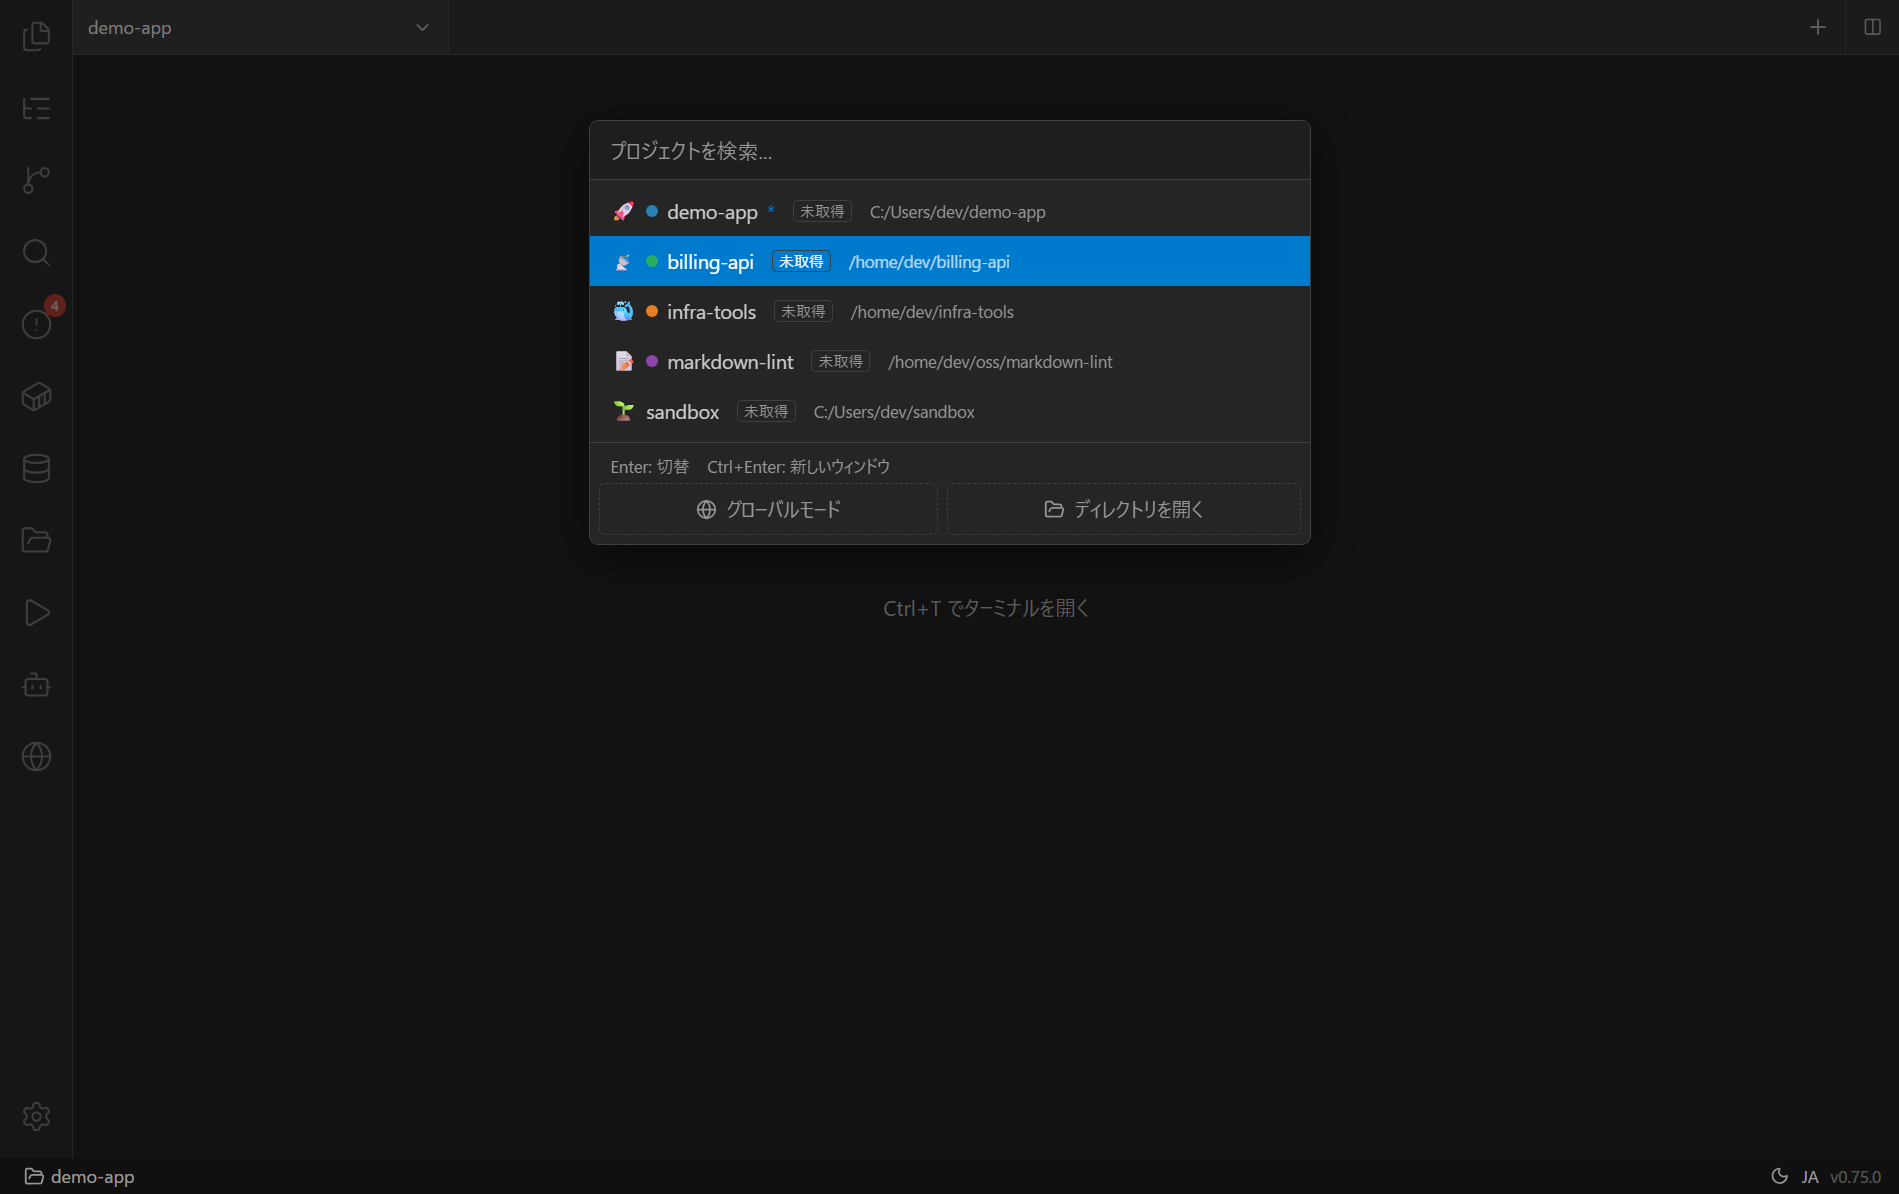 demo-app
4
プロジェクトを検索...
demo-app * 未取得 C:/Users/dev/demo-app
billing-api 未取得 /home/dev/billing-api
infra-tools 未取得 /home/dev/infra-tools
markdown-lint 未取得 /home/dev/oss/markdown-lint
sandbox 未取得 C:/Users/dev/sandbox
Enter: 切替 Ctrl+Enter: 新しいウィンドウ
グローバルモード ディレクトリを開く
Ctrl+T でターミナルを開く
demo-app JA v0.75.0